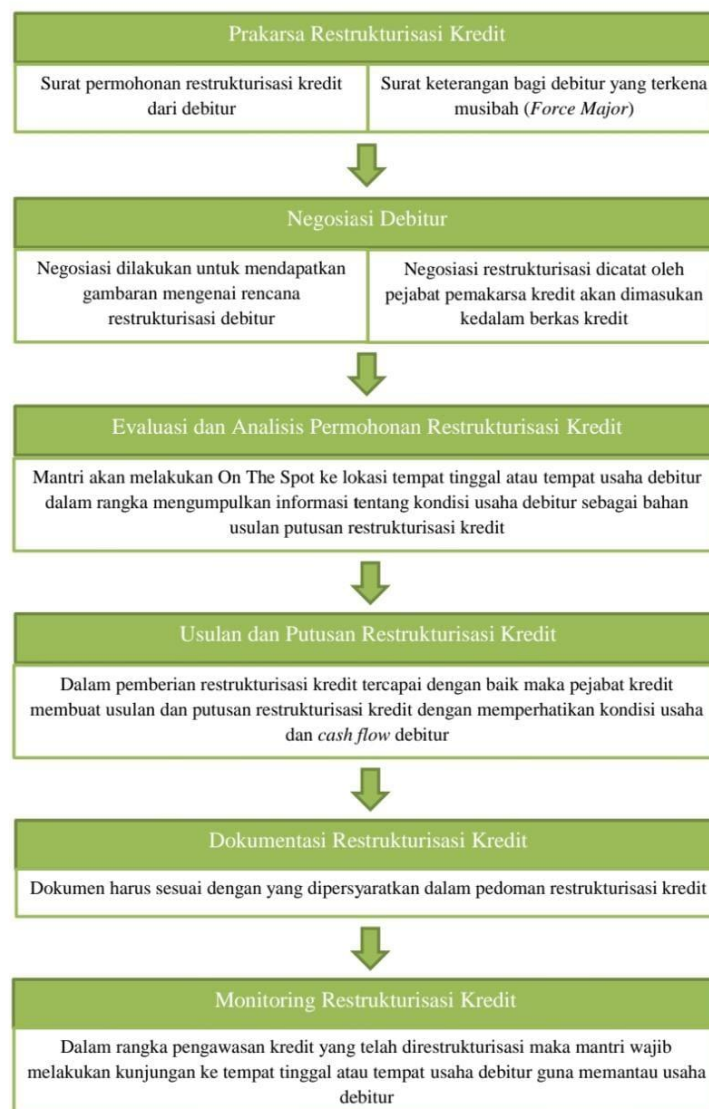 Prakarsa Restrukturisasi Kredit
Surat permohonan restrukturisasi kredit
dari debitur
Surat keterangan bagi debitur yang terkena
musibah (Force Major)
Negosiasi Debitur
Negosiasi dilakukan untuk mendapatkan
gambaran mengenai rencana
restrukturisasi debitur
Negosiasi restrukturisasi dicatat oleh
pejabat pemakarsa kredit akan dimasukan
kedalam berkas kredit
Evaluasi dan Analisis Permohonan Restrukturisasi Kredit
Mantri akan melakukan On The Spot ke lokasi tempat tinggal atau tempat usaha debitur
dalam rangka mengumpulkan informasi tentang kondisi usaha debitur sebagai bahan
usulan putusan restrukturisasi kredit
Usulan dan Putusan Restrukturisasi Kredit
Dalam pemberian restrukturisasi kredit tercapai dengan baik maka pejabat kredit
membuat usulan dan putusan restrukturisasi kredit dengan memperhatikan kondisi usaha
dan cash flow debitur
Dokumentasi Restrukturisasi Kredit
Dokumen harus sesuai dengan yang dipersyaratkan dalam pedoman restrukturisasi kredit
Monitoring Restrukturisasi Kredit
Dalam rangka pengawasan kredit yang telah direstrukturisasi maka mantri wajib
melakukan kunjungan ke tempat tinggal atau tempat usaha debitur guna memantau usaha
debitur